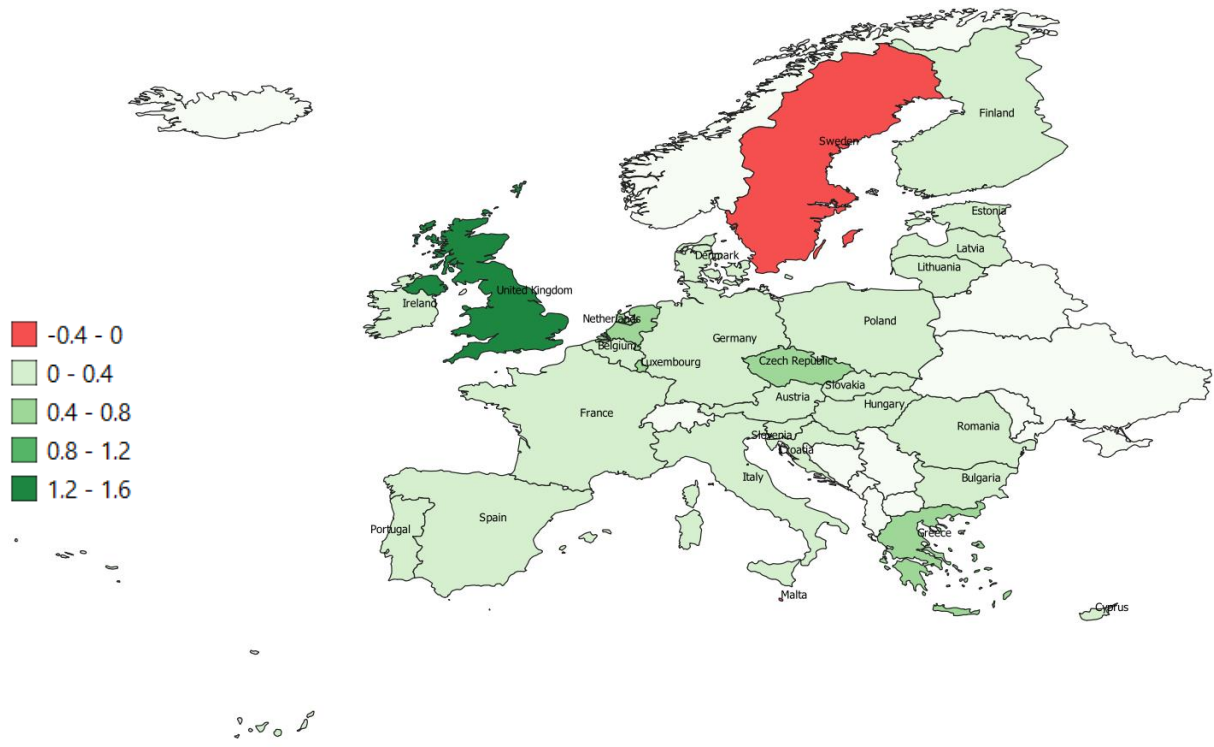 Finland
Sweden
Estonia
Latvia
Lithuania
Denmark
United Kingdom
Ireland
Netherlands
Poland
Germany
Belgium
Czech Republic
Luxembourg
Slovakia
Austria
Hungary
France
Romania
Slovenia
Croatia
Italy
Bulgaria
Spain
Portugal
Greece
Malta
Cyprus
-0.4 - 0
0 - 0.4
0.4 - 0.8
0.8 - 1.2
1.2 - 1.6